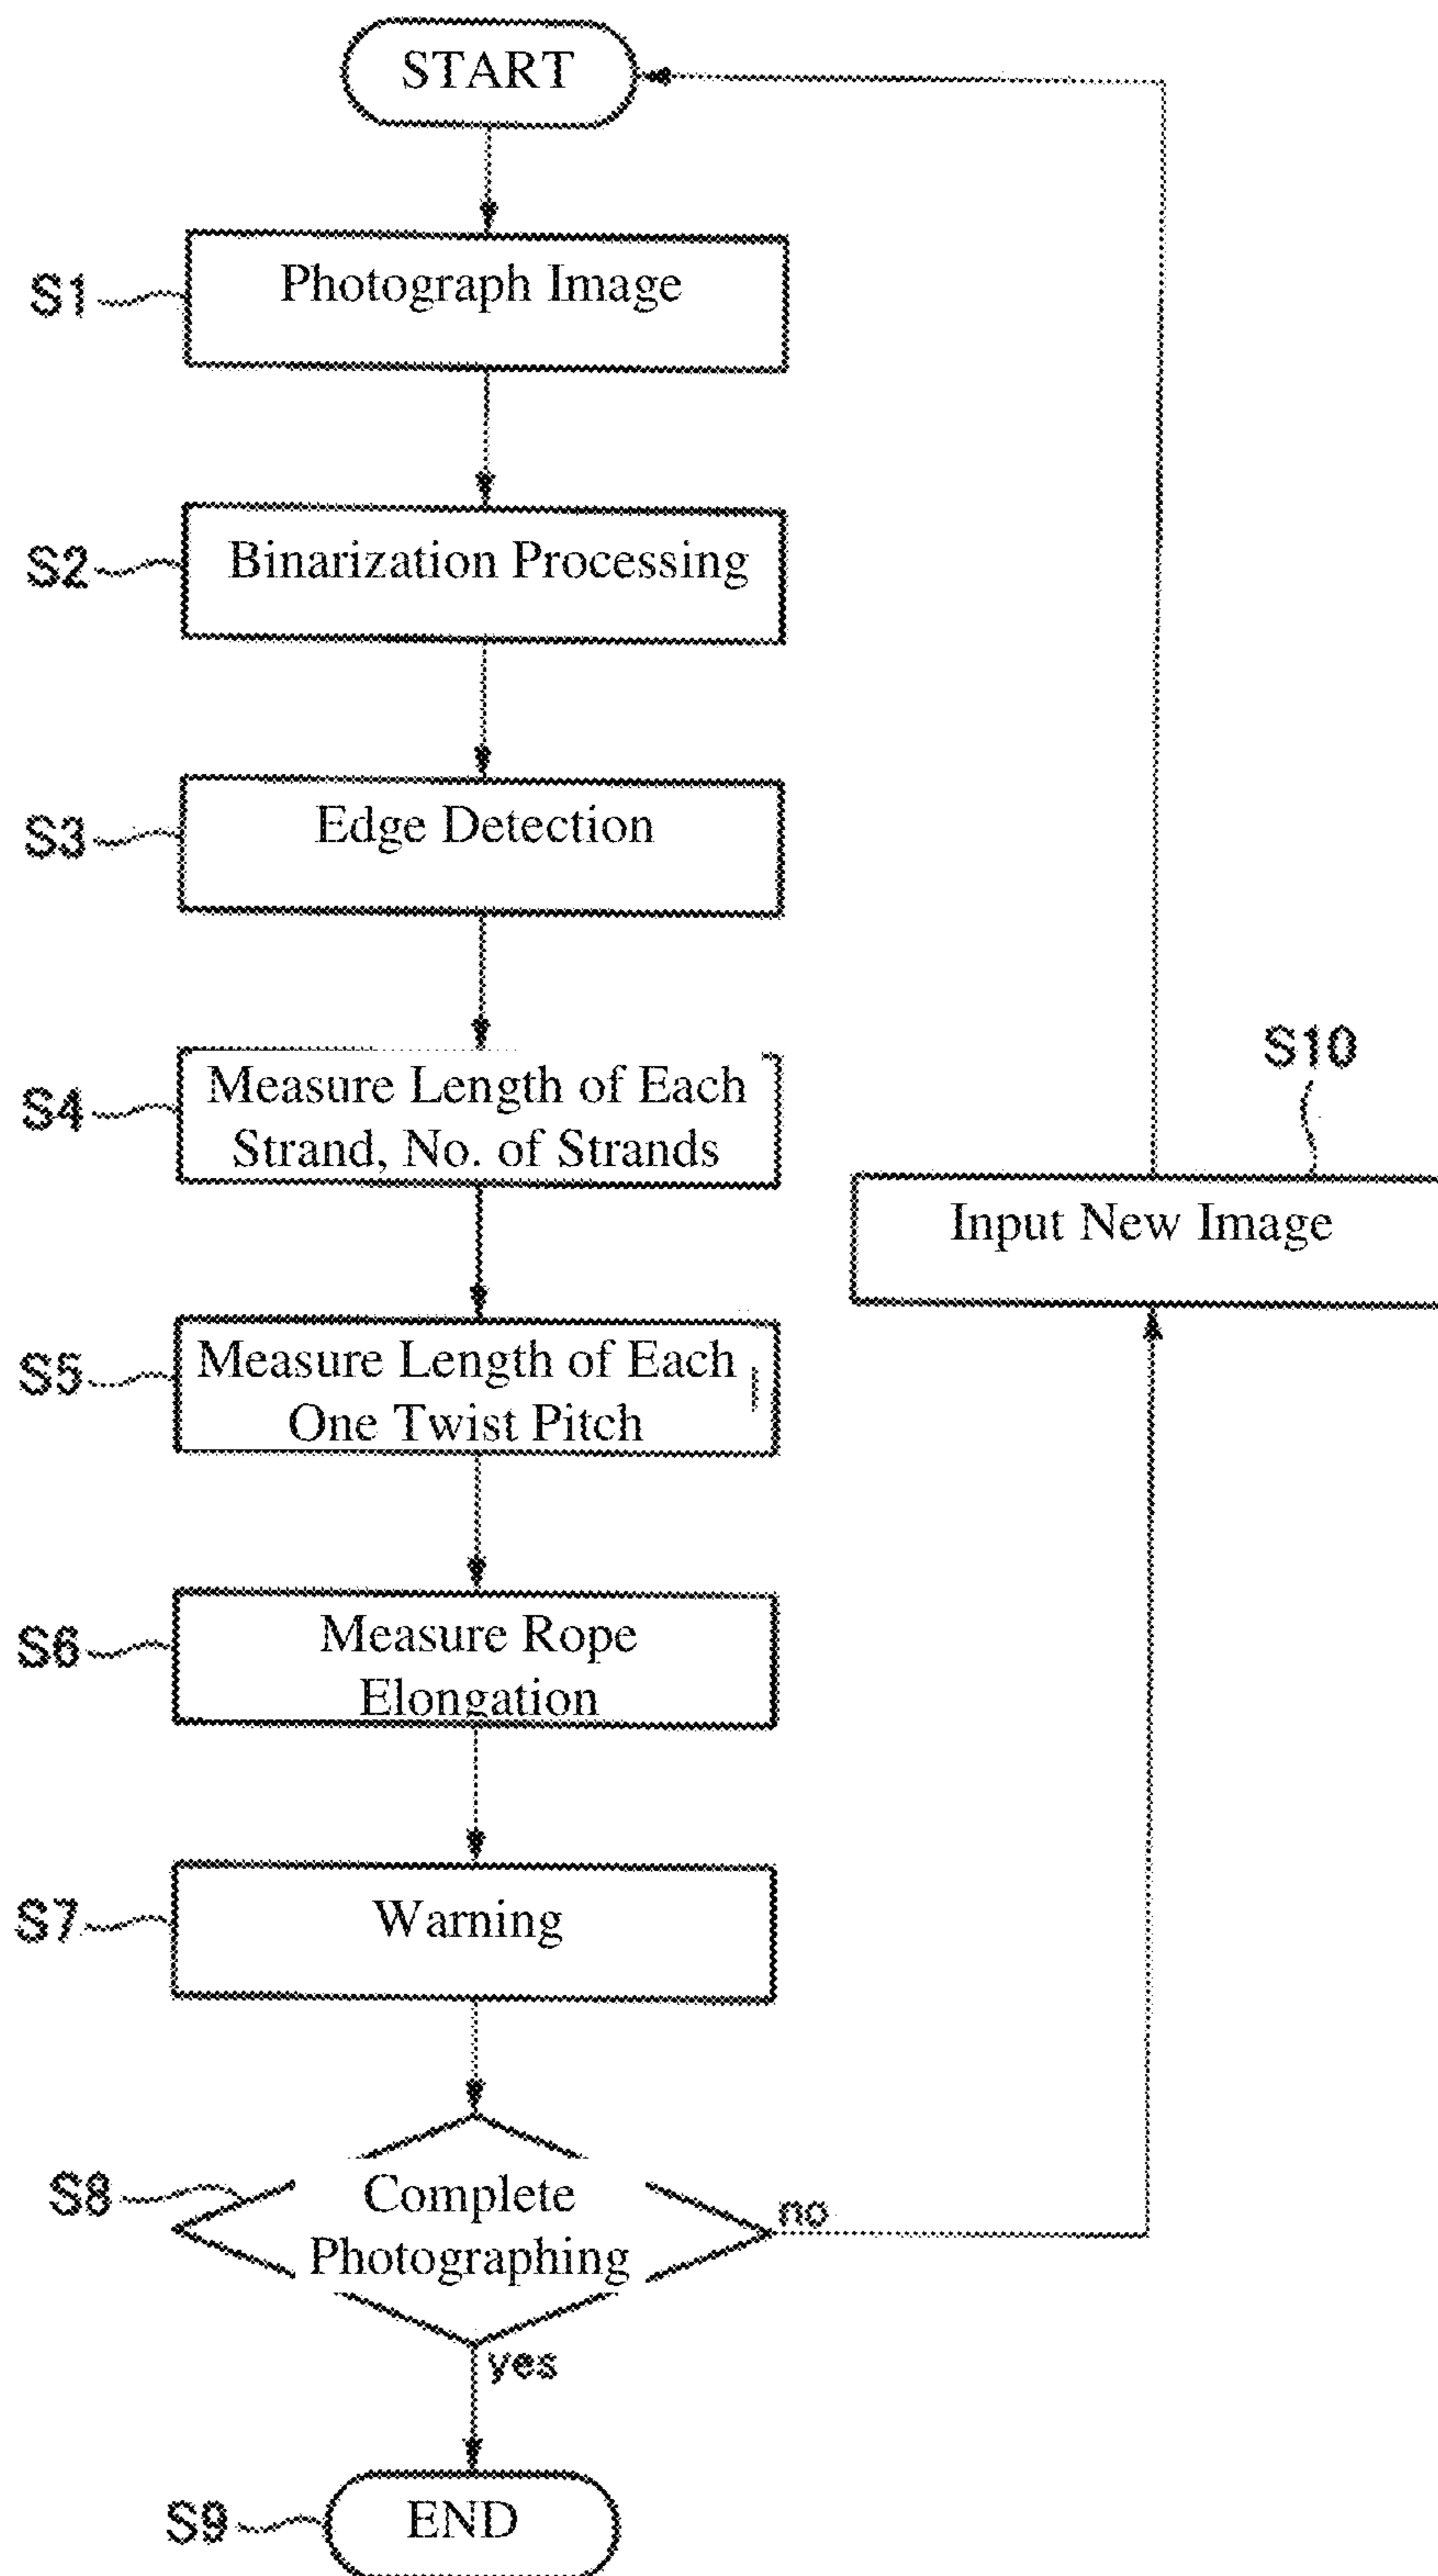 START
S1
Photograph Image
S2
Binarization Processing
S3
Edge Detection
S4
Measure Length of Each
Strand, No. of Strands
S10
Input New Image
S5
Measure Length of Each
One Twist Pitch
S6
Measure Rope
Elongation
S7
Warning
S8
Complete
Photographing
no
yes
S9
END